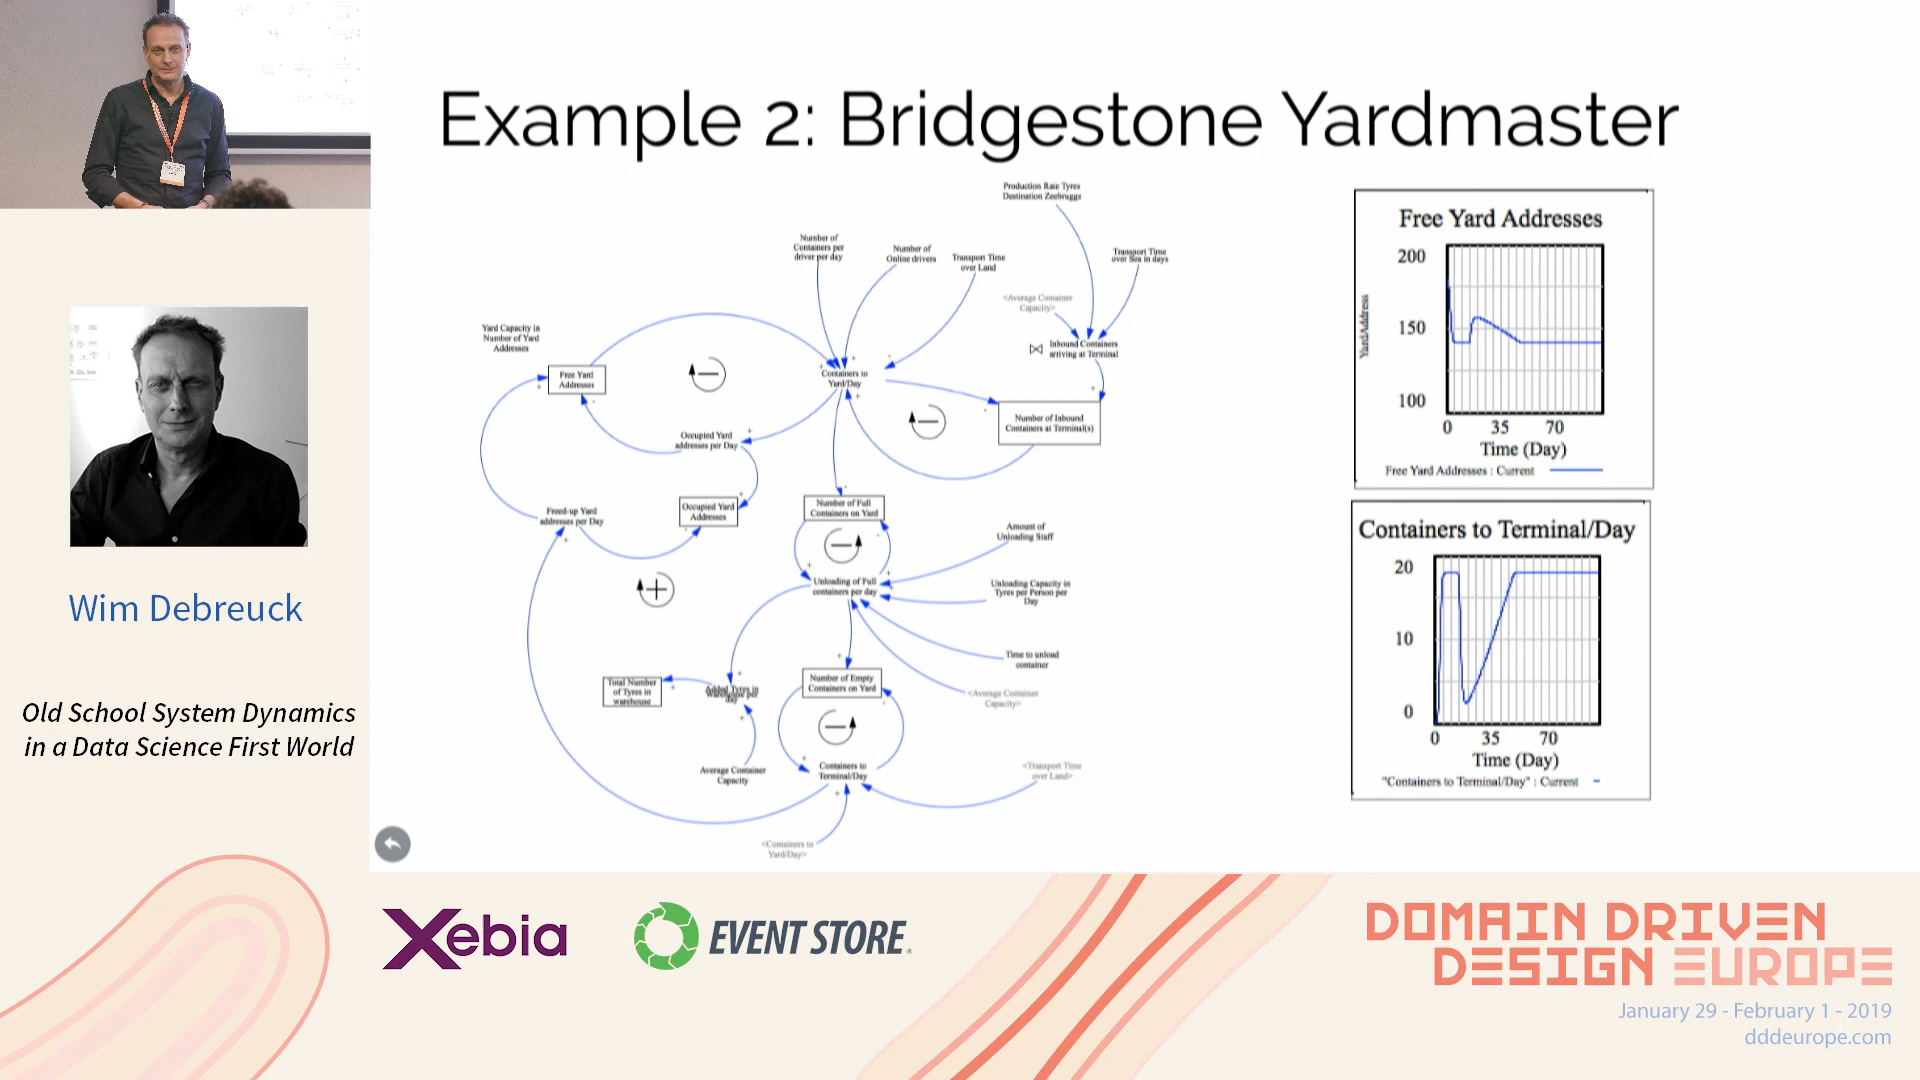 Example 2: Bridgestone Yardmaster
Production Rate Tyres
Destination Zeebrugge
Number of
Containers per
driver per day
Number of
Online drivers
Transport Time
over Land
Transport Time
over Sea in days
<Average Container
Capacity>
Inbound Containers
arriving at Terminal
Yard Capacity in
Number of Yard
Addresses
Free Yard
Addresses
Containers to
Yard/Day
Number of Inbound
Containers at Terminal(s)
Occupied Yard
addresses per Day
Freed-up Yard
addresses per Day
Occupied Yard
Addresses
Number of Full
Containers on Yard
Amount of
Unloading Staff
Unloading of Full
containers per day
Unloading Capacity in
Tyres per Person per
Day
Time to unload
container
<Average Container
Capacity>
Total Number
of Tyres in
warehouse
Added Tyres in
Warehouse per
day
Number of Empty
Containers on Yard
Average Container
Capacity
Containers to
Terminal/Day
<Transport Time
over Land>
<Containers to
Yard/Day>
Free Yard Addresses
200
150
100
YardAddress
0 35 70
Time (Day)
Free Yard Addresses : Current
Containers to Terminal/Day
20
10
0
0 35 70
Time (Day)
"Containers to Terminal/Day" : Current
Wim Debreuck
Old School System Dynamics
in a Data Science First World
Xebia
EVENT STORE
DOMAIN DRIVEN
DESIGN EUROPE
January 29 - February 1 - 2019
dddeurope.com